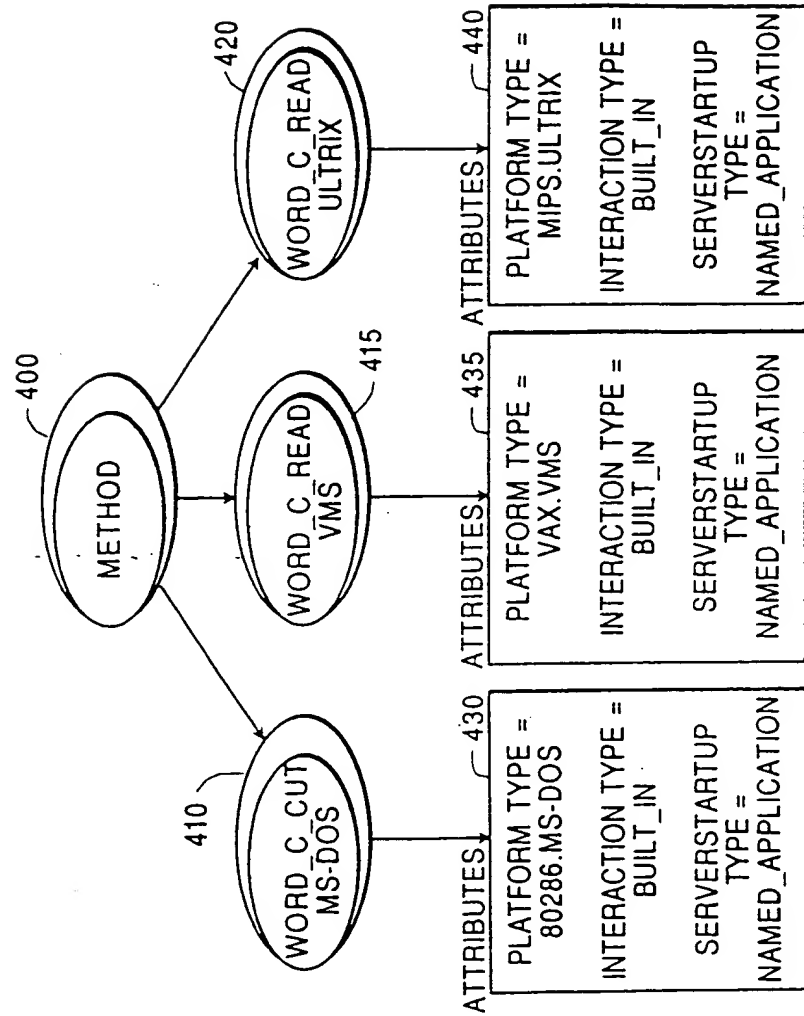 400
METHOD
410
WORD_C_CUT
MS-DOS
415
WORD_C_READ
VMS
420
WORD_C_READ
ULTRIX
ATTRIBUTES
430
PLATFORM TYPE =
80286.MS-DOS
INTERACTION TYPE =
BUILT_IN
SERVERSTARTUP
TYPE =
NAMED_APPLICATION
ATTRIBUTES
435
PLATFORM TYPE =
VAX.VMS
INTERACTION TYPE =
BUILT_IN
SERVERSTARTUP
TYPE =
NAMED_APPLICATION
ATTRIBUTES
440
PLATFORM TYPE =
MIPS.ULTRIX
INTERACTION TYPE =
BUILT_IN
SERVERSTARTUP
TYPE =
NAMED_APPLICATION